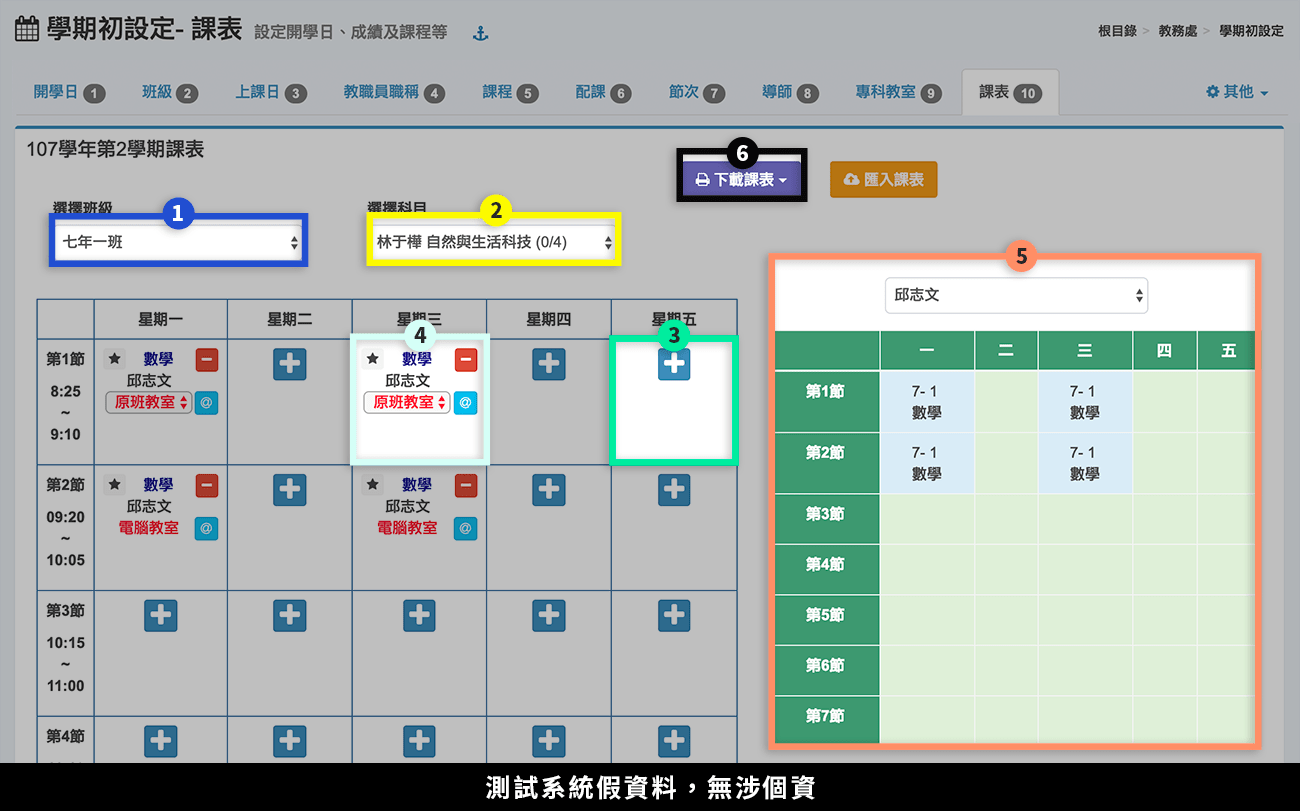 學期初設定- 課表 設定開學日、成績及課程等
根目錄 > 教務處 > 學期初設定
開學日 1 班級 2 上課日 3 教職員職稱 4 課程 5 配課 6 節次 7 導師 8 專科教室 9 課表 10 其他
107學年第2學期課表
6
下載課表
匯入課表
選擇班級
1
七年一班
選擇科目
2
林于樺 自然與生活科技 (0/4)
星期一 星期二 星期三 星期四 星期五
4
3
第1節
8:25
~
9:10
數學
邱志文
原班教室 @
數學
邱志文
原班教室 @
第2節
09:20
~
10:05
數學
邱志文
電腦教室 @
數學
邱志文
電腦教室 @
第3節
10:15
~
11:00
第4節
5
邱志文
一 二 三 四 五
第1節
7- 1
數學
7- 1
數學
第2節
7- 1
數學
7- 1
數學
第3節
第4節
第5節
第6節
第7節
測試系統假資料，無涉個資